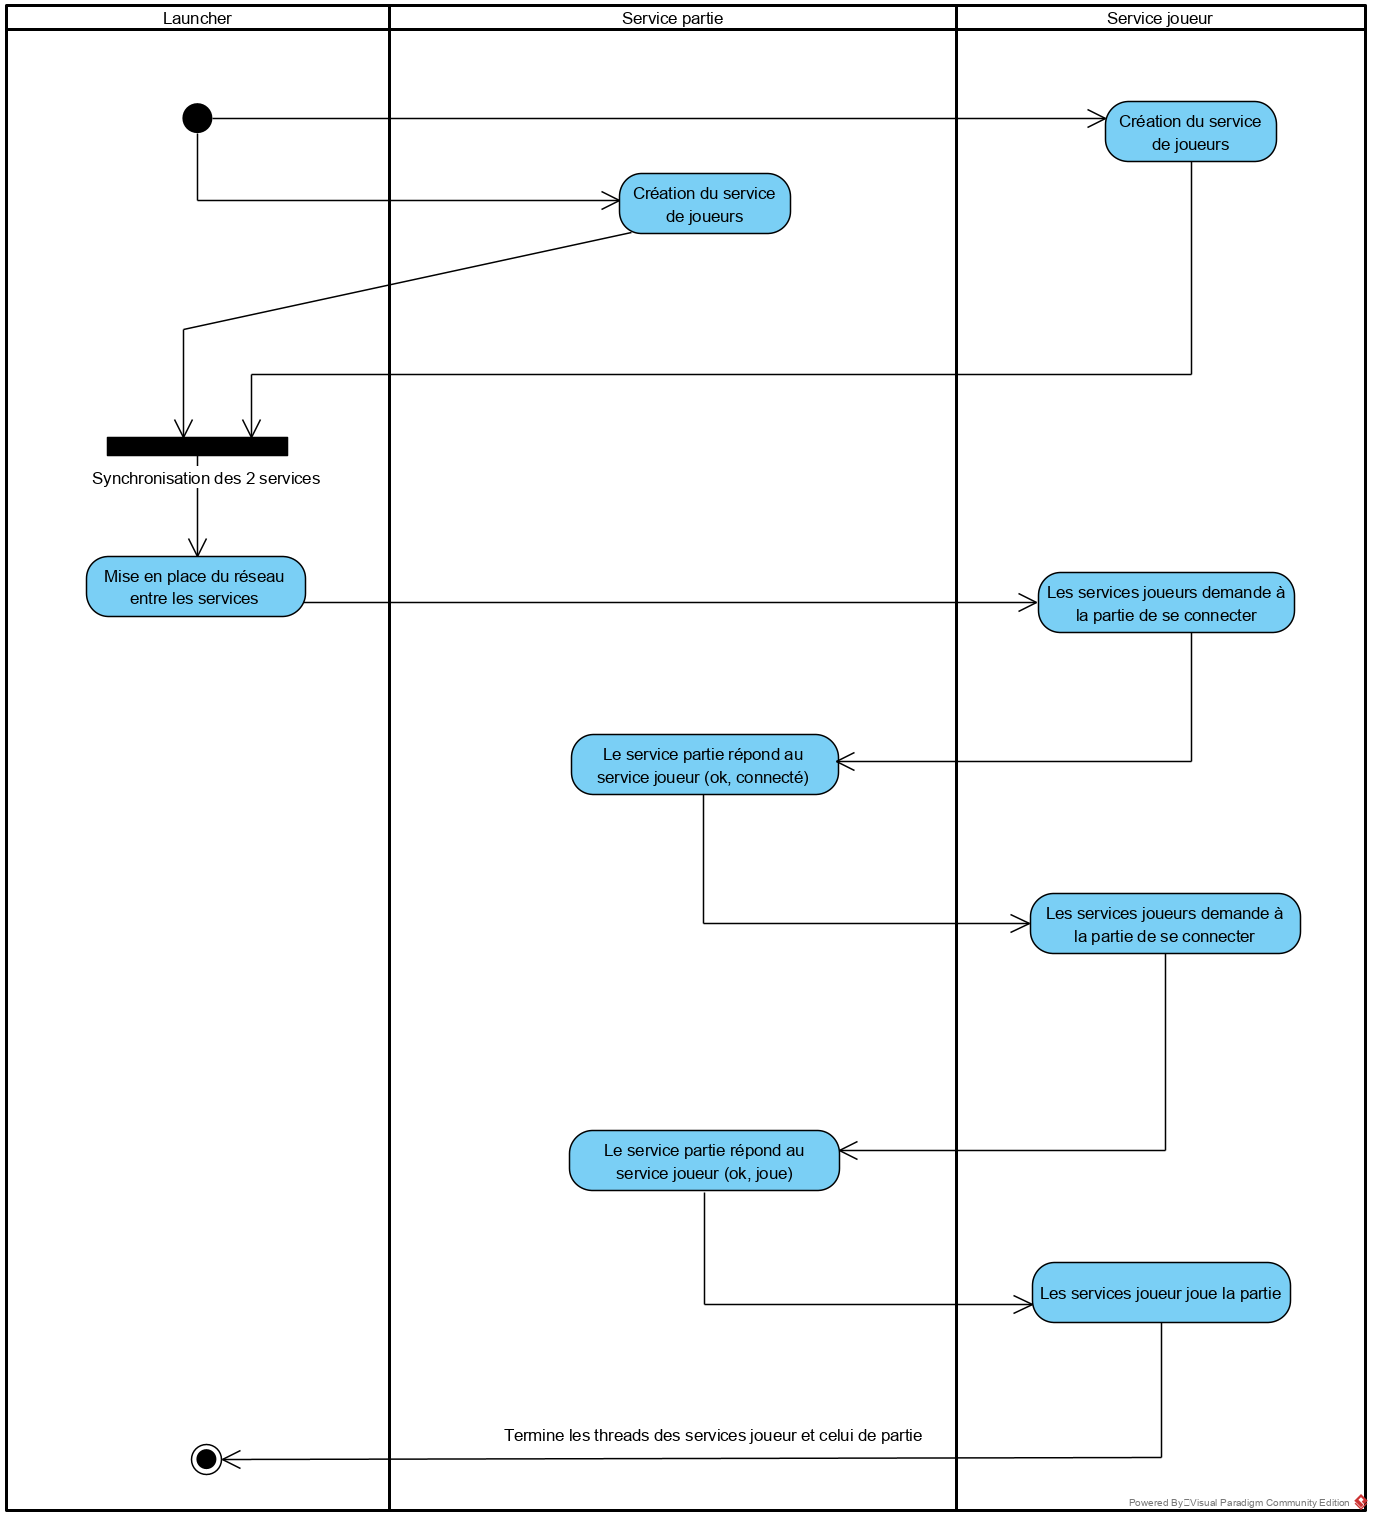 Launcher
Service partie
Service joueur
Création du service
de joueurs
Création du service
de joueurs
Synchronisation des 2 services
Mise en place du réseau
entre les services
Les services joueurs demande à
la partie de se connecter
Le service partie répond au
service joueur (ok, connecté)
Les services joueurs demande à
la partie de se connecter
Le service partie répond au
service joueur (ok, joue)
Les services joueur joue la partie
Termine les threads des services joueur et celui de partie
Powered By Visual Paradigm Community Edition